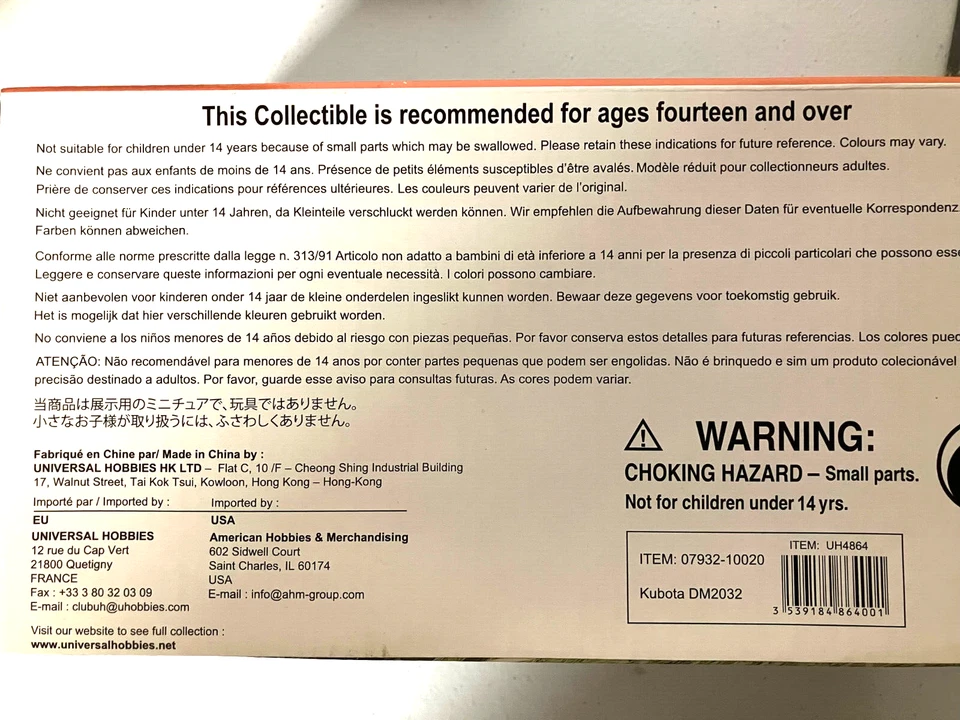 This Collectible is recommended for ages fourteen and over
Not suitable for children under 14 years because of small parts which may be swallowed. Please retain these indications for future reference. Colours may vary.
Ne convient pas aux enfants de moins de 14 ans. Présence de petits éléments susceptibles d'être avalés. Modèle réduit pour collectionneurs adultes.
Prière de conserver ces indications pour références ultérieures. Les couleurs peuvent varier de l'original.
Nicht geeignet für Kinder unter 14 Jahren, da Kleinteile verschluckt werden können. Wir empfehlen die Aufbewahrung dieser Daten für eventuelle Korrespondenz.
Farben können abweichen.
Conforme alle norme prescritte dalla legge n. 313/91 Articolo non adatto a bambini di età inferiore a 14 anni per la presenza di piccoli particolari che possono
Leggere e conservare queste informazioni per ogni eventuale necessità. I colori possono cambiare.
Niet aanbevolen voor kinderen onder 14 jaar de kleine onderdelen ingeslikt kunnen worden. Bewaar deze gegevens voor toekomstig gebruik.
Het is mogelijk dat hier verschillende kleuren gebruikt worden.
No conviene a los niños menores de 14 años debido al riesgo con piezas pequeñas. Por favor conserva estos detalles para futuras referencias. Los colores
ATENÇÃO: Não recomendável para menores de 14 anos por conter partes pequenas que podem ser engolidas. Não é brinquedo e sim um produto colecionável
precisão destinado a adultos. Por favor, guarde esse aviso para consultas futuras. As cores podem variar.
当商品は展示用のミニチュアで、玩具ではありません。
小さなお子様が取り扱うには、ふさわしくありません。
Fabriqué en Chine par/ Made in China by :
UNIVERSAL HOBBIES HK LTD – Flat C, 10 /F – Cheong Shing Industrial Building
17, Walnut Street, Tai Kok Tsui, Kowloon, Hong Kong – Hong-Kong
Importé par / Imported by :
EU
UNIVERSAL HOBBIES
12 rue du Cap Vert
21800 Quetigny
FRANCE
Fax : +33 3 80 32 03 09
E-mail : clubuh@uhobbies.com
Imported by :
USA
American Hobbies & Merchandising
602 Sidwell Court
Saint Charles, IL 60174
USA
E-mail : info@ahm-group.com
Visit our website to see full collection :
www.universalhobbies.net
WARNING:
CHOKING HAZARD – Small parts.
Not for children under 14 yrs.
ITEM: 07932-10020
Kubota DM2032
ITEM: UH4864
3 539184 864001